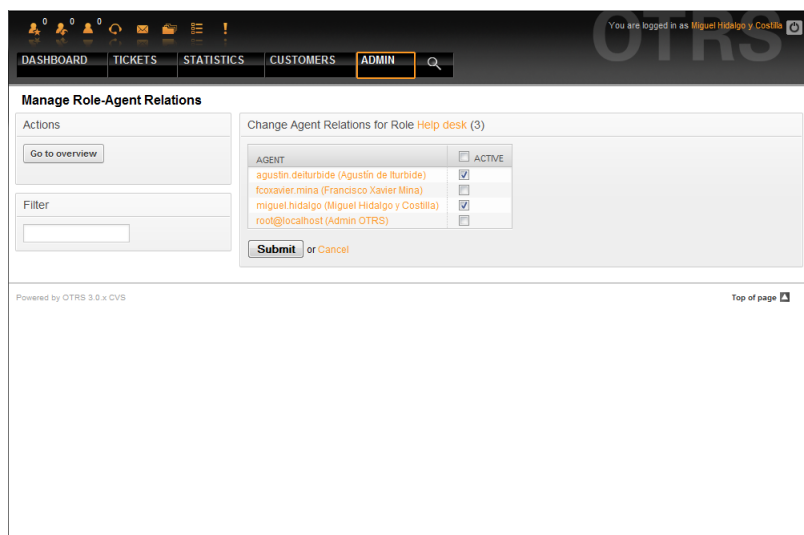 0 0 0
You are logged in as Miguel Hidalgo y Costilla
OTRS
DASHBOARD TICKETS STATISTICS CUSTOMERS ADMIN
Manage Role-Agent Relations
Actions
Go to overview
Filter
Change Agent Relations for Role Help desk (3)
AGENT ACTIVE
agustin.deiturbide (Agustín de Iturbide)
fcoxavier.mina (Francisco Xavier Mina)
miguel.hidalgo (Miguel Hidalgo y Costilla)
root@localhost (Admin OTRS)
Submit or Cancel
Powered by OTRS 3.0.x CVS
Top of page